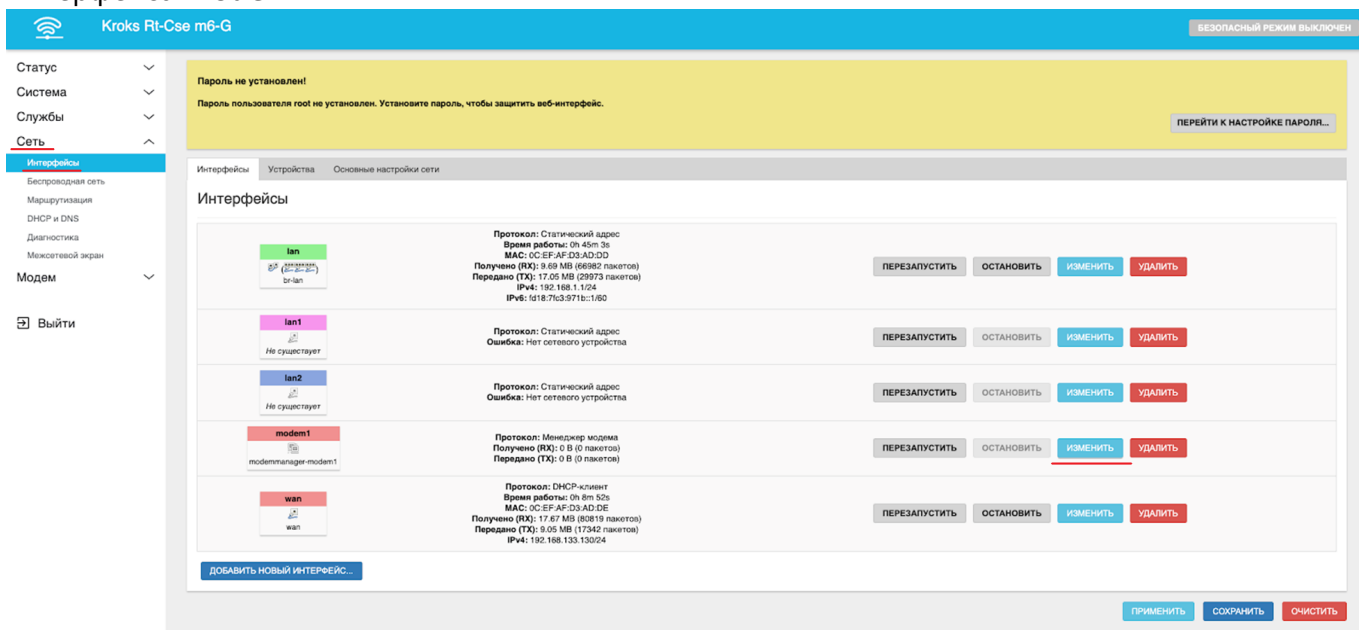 Kroks Rt-Cse m6-G
БЕЗОПАСНЫЙ РЕЖИМ ВЫКЛЮЧЕН
Статус
Система
Службы
Сеть
Интерфейсы
Беспроводная сеть
Маршрутизация
DHCP и DNS
Диагностика
Межсетевой экран
Модем
Выйти
Пароль не установлен!
Пароль пользователя root не установлен. Установите пароль, чтобы защитить веб-интерфейс.
ПЕРЕЙТИ К НАСТРОЙКЕ ПАРОЛЯ...
Интерфейсы Устройства Основные настройки сети
Интерфейсы
lan
br-lan
Протокол: Статический адрес
Время работы: 0h 45m 3s
MAC: 0C:EF:AF:D3:AD:DD
Получено (RX): 9.69 MB (66982 пакетов)
Передано (TX): 17.05 MB (29973 пакетов)
IPv4: 192.168.1.1/24
IPv6: fd18:7fc3:971b::1/60
ПЕРЕЗАПУСТИТЬ ОСТАНОВИТЬ ИЗМЕНИТЬ УДАЛИТЬ
lan1
Не существует
Протокол: Статический адрес
Ошибка: Нет сетевого устройства
ПЕРЕЗАПУСТИТЬ ОСТАНОВИТЬ ИЗМЕНИТЬ УДАЛИТЬ
lan2
Не существует
Протокол: Статический адрес
Ошибка: Нет сетевого устройства
ПЕРЕЗАПУСТИТЬ ОСТАНОВИТЬ ИЗМЕНИТЬ УДАЛИТЬ
modem1
modemmanager-modem1
Протокол: Менеджер модема
Получено (RX): 0 B (0 пакетов)
Передано (TX): 0 B (0 пакетов)
ПЕРЕЗАПУСТИТЬ ОСТАНОВИТЬ ИЗМЕНИТЬ УДАЛИТЬ
wan
wan
Протокол: DHCP-клиент
Время работы: 0h 8m 52s
MAC: 0C:EF:AF:D3:AD:DE
Получено (RX): 17.67 MB (80819 пакетов)
Передано (TX): 9.05 MB (17342 пакетов)
IPv4: 192.168.133.130/24
ПЕРЕЗАПУСТИТЬ ОСТАНОВИТЬ ИЗМЕНИТЬ УДАЛИТЬ
ДОБАВИТЬ НОВЫЙ ИНТЕРФЕЙС...
ПРИМЕНИТЬ СОХРАНИТЬ ОЧИСТИТЬ